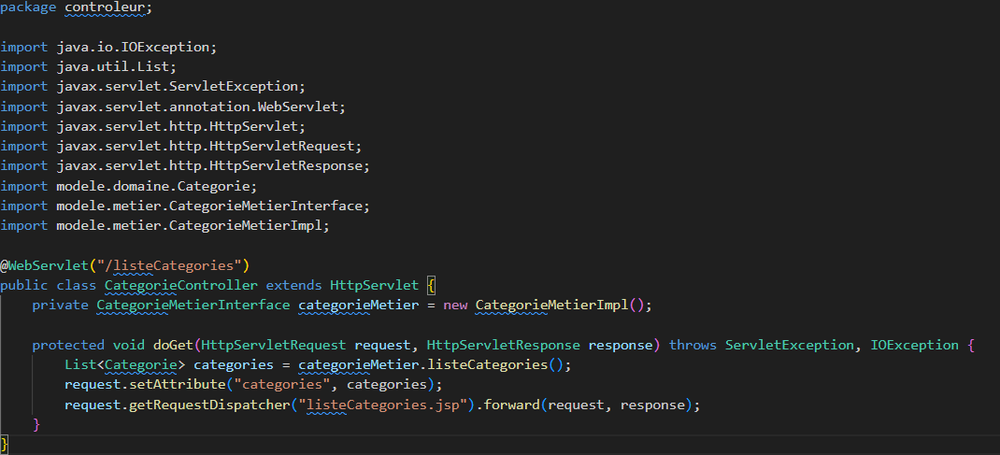 package controleur;
import java.io.IOException;
import java.util.List;
import javax.servlet.ServletException;
import javax.servlet.annotation.WebServlet;
import javax.servlet.http.HttpServlet;
import javax.servlet.http.HttpServletRequest;
import javax.servlet.http.HttpServletResponse;
import modele.domaine.Categorie;
import modele.metier.CategorieMetierInterface;
import modele.metier.CategorieMetierImpl;
@WebServlet("/listeCategories")
public class CategorieController extends HttpServlet {
    private CategorieMetierInterface categorieMetier = new CategorieMetierImpl();
    protected void doGet(HttpServletRequest request, HttpServletResponse response) throws ServletException, IOException {
        List<Categorie> categories = categorieMetier.listeCategories();
        request.setAttribute("categories", categories);
        request.getRequestDispatcher("listeCategories.jsp").forward(request, response);
    }
}